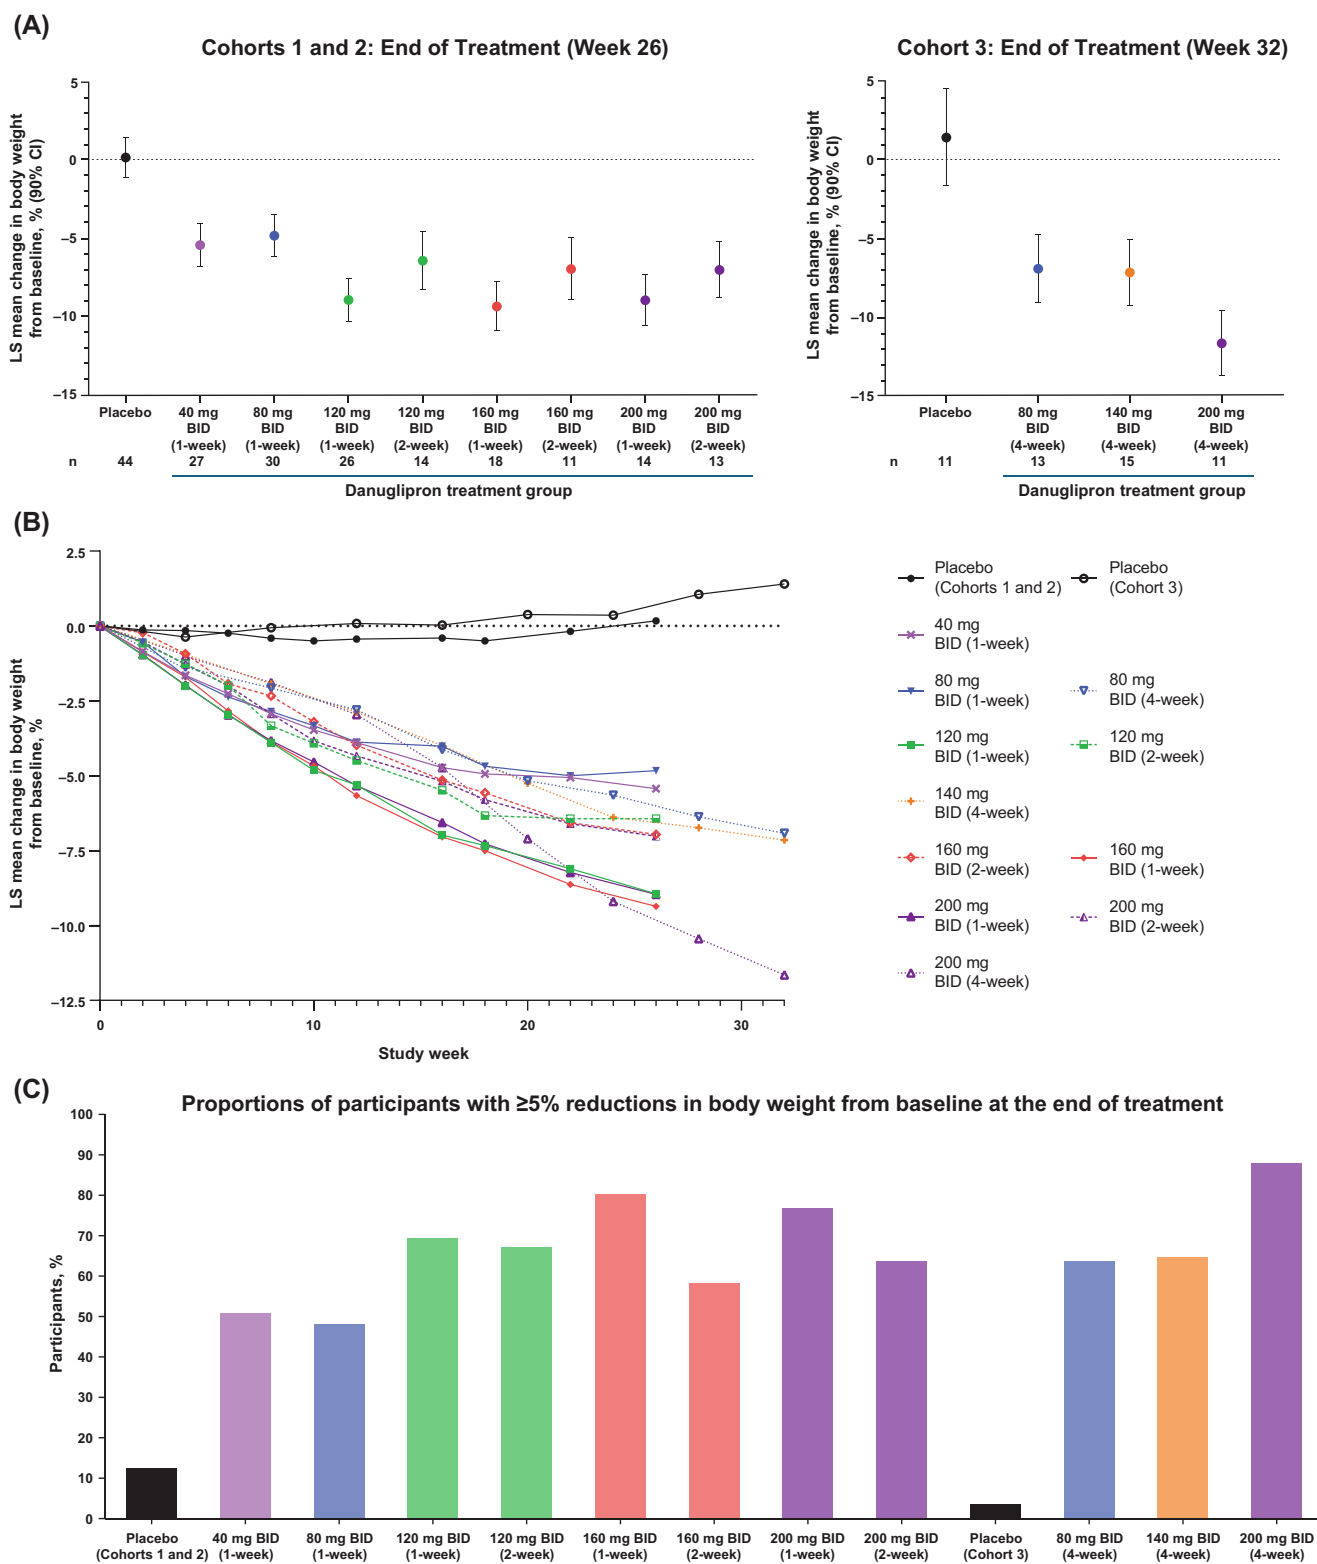 (A)
Cohorts 1 and 2: End of Treatment (Week 26)
LS mean change in body weight
from baseline, % (90% CI)
5
0
–5
–10
–15
Placebo
40 mg
BID
(1-week)
80 mg
BID
(1-week)
120 mg
BID
(1-week)
120 mg
BID
(2-week)
160 mg
BID
(1-week)
160 mg
BID
(2-week)
200 mg
BID
(1-week)
200 mg
BID
(2-week)
n 44 27 30 26 14 18 11 14 13
Danuglipron treatment group
Cohort 3: End of Treatment (Week 32)
LS mean change in body weight
from baseline, % (90% CI)
5
0
–5
–10
–15
Placebo
80 mg
BID
(4-week)
140 mg
BID
(4-week)
200 mg
BID
(4-week)
n 11 13 15 11
Danuglipron treatment group
(B)
LS mean change in body weight
from baseline, %
2.5
0.0
–2.5
–5.0
–7.5
–10.0
–12.5
0 10 20 30
Study week
Placebo
(Cohorts 1 and 2)
Placebo
(Cohort 3)
40 mg
BID (1-week)
80 mg
BID (1-week)
80 mg
BID (4-week)
120 mg
BID (1-week)
120 mg
BID (2-week)
140 mg
BID (4-week)
160 mg
BID (2-week)
160 mg
BID (1-week)
200 mg
BID (1-week)
200 mg
BID (2-week)
200 mg
BID (4-week)
(C)
Proportions of participants with ≥5% reductions in body weight from baseline at the end of treatment
Participants, %
100
90
80
70
60
50
40
30
20
10
0
Placebo
(Cohorts 1 and 2)
40 mg BID
(1-week)
80 mg BID
(1-week)
120 mg BID
(1-week)
120 mg BID
(2-week)
160 mg BID
(1-week)
160 mg BID
(2-week)
200 mg BID
(1-week)
200 mg BID
(2-week)
Placebo
(Cohort 3)
80 mg BID
(4-week)
140 mg BID
(4-week)
200 mg BID
(4-week)